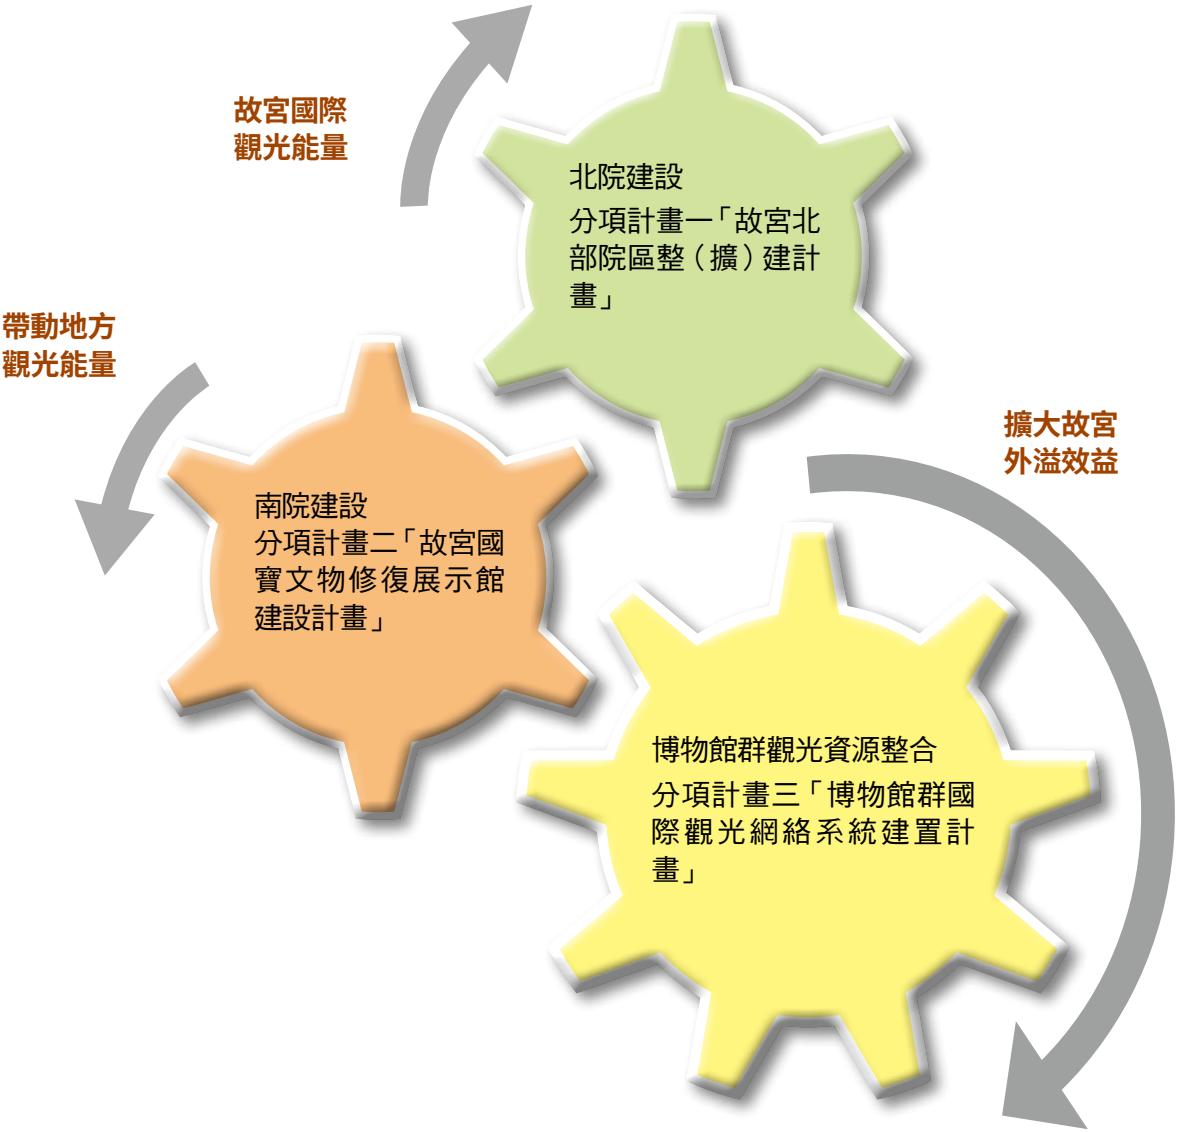 故宮國際
觀光能量
北院建設
分項計畫一「故宮北
部院區整（擴）建計
畫」
帶動地方
觀光能量
南院建設
分項計畫二「故宮國
寶文物修復展示館
建設計畫」
擴大故宮
外溢效益
博物館群觀光資源整合
分項計畫三「博物館群國
際觀光網絡系統建置計
畫」